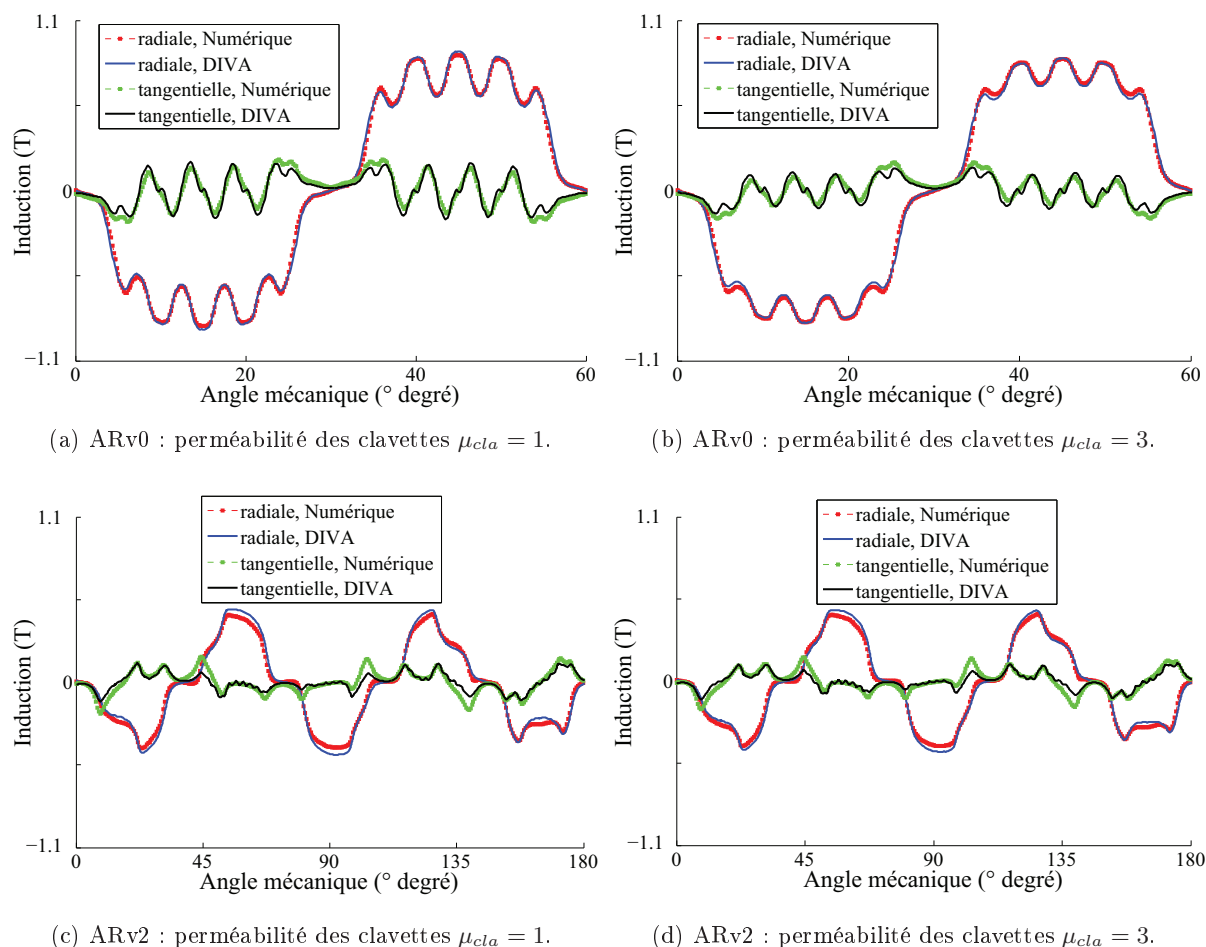 1.1
radiale, Numérique
radiale, DIVA
tangentielle, Numérique
tangentielle, DIVA
Induction (T)
0
−1.1
0
20
40
60
Angle mécanique (° degré)
(a) ARv0 : perméabilité des clavettes μcla = 1.
1.1
radiale, Numérique
radiale, DIVA
tangentielle, Numérique
tangentielle, DIVA
Induction (T)
0
−1.1
0
20
40
60
Angle mécanique (° degré)
(b) ARv0 : perméabilité des clavettes μcla = 3.
1.1
radiale, Numérique
radiale, DIVA
tangentielle, Numérique
tangentielle, DIVA
Induction (T)
0
−1.1
0
45
90
135
180
Angle mécanique (° degré)
(c) ARv2 : perméabilité des clavettes μcla = 1.
1.1
radiale, Numérique
radiale, DIVA
tangentielle, Numérique
tangentielle, DIVA
Induction (T)
0
−1.1
0
45
90
135
180
Angle mécanique (° degré)
(d) ARv2 : perméabilité des clavettes μcla = 3.